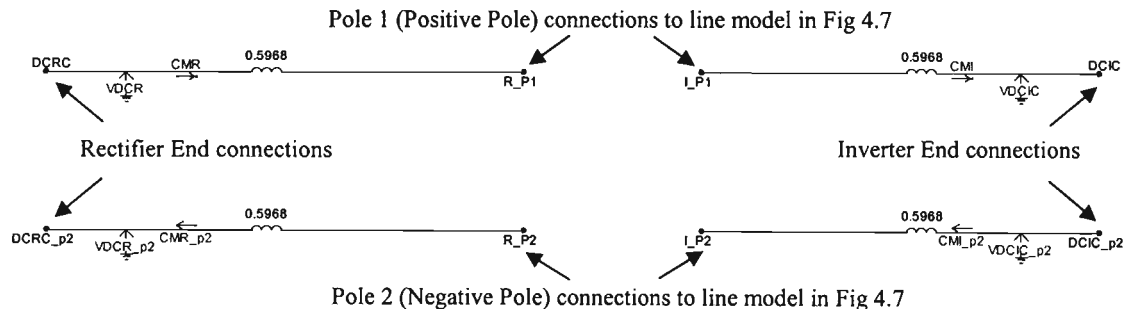 Pole 1 (Positive Pole) connections to line model in Fig 4.7
DCRC
CMR
0.5968
VDCR
R_P1
I_P1
0.5968
CMI
DCIC
VDCIC
Rectifier End connections
Inverter End connections
DCRC_p2
VDCR_p2
CMR_p2
0.5968
R_P2
I_P2
0.5968
CMI_p2
VDCIC_p2
DCIC_p2
Pole 2 (Negative Pole) connections to line model in Fig 4.7